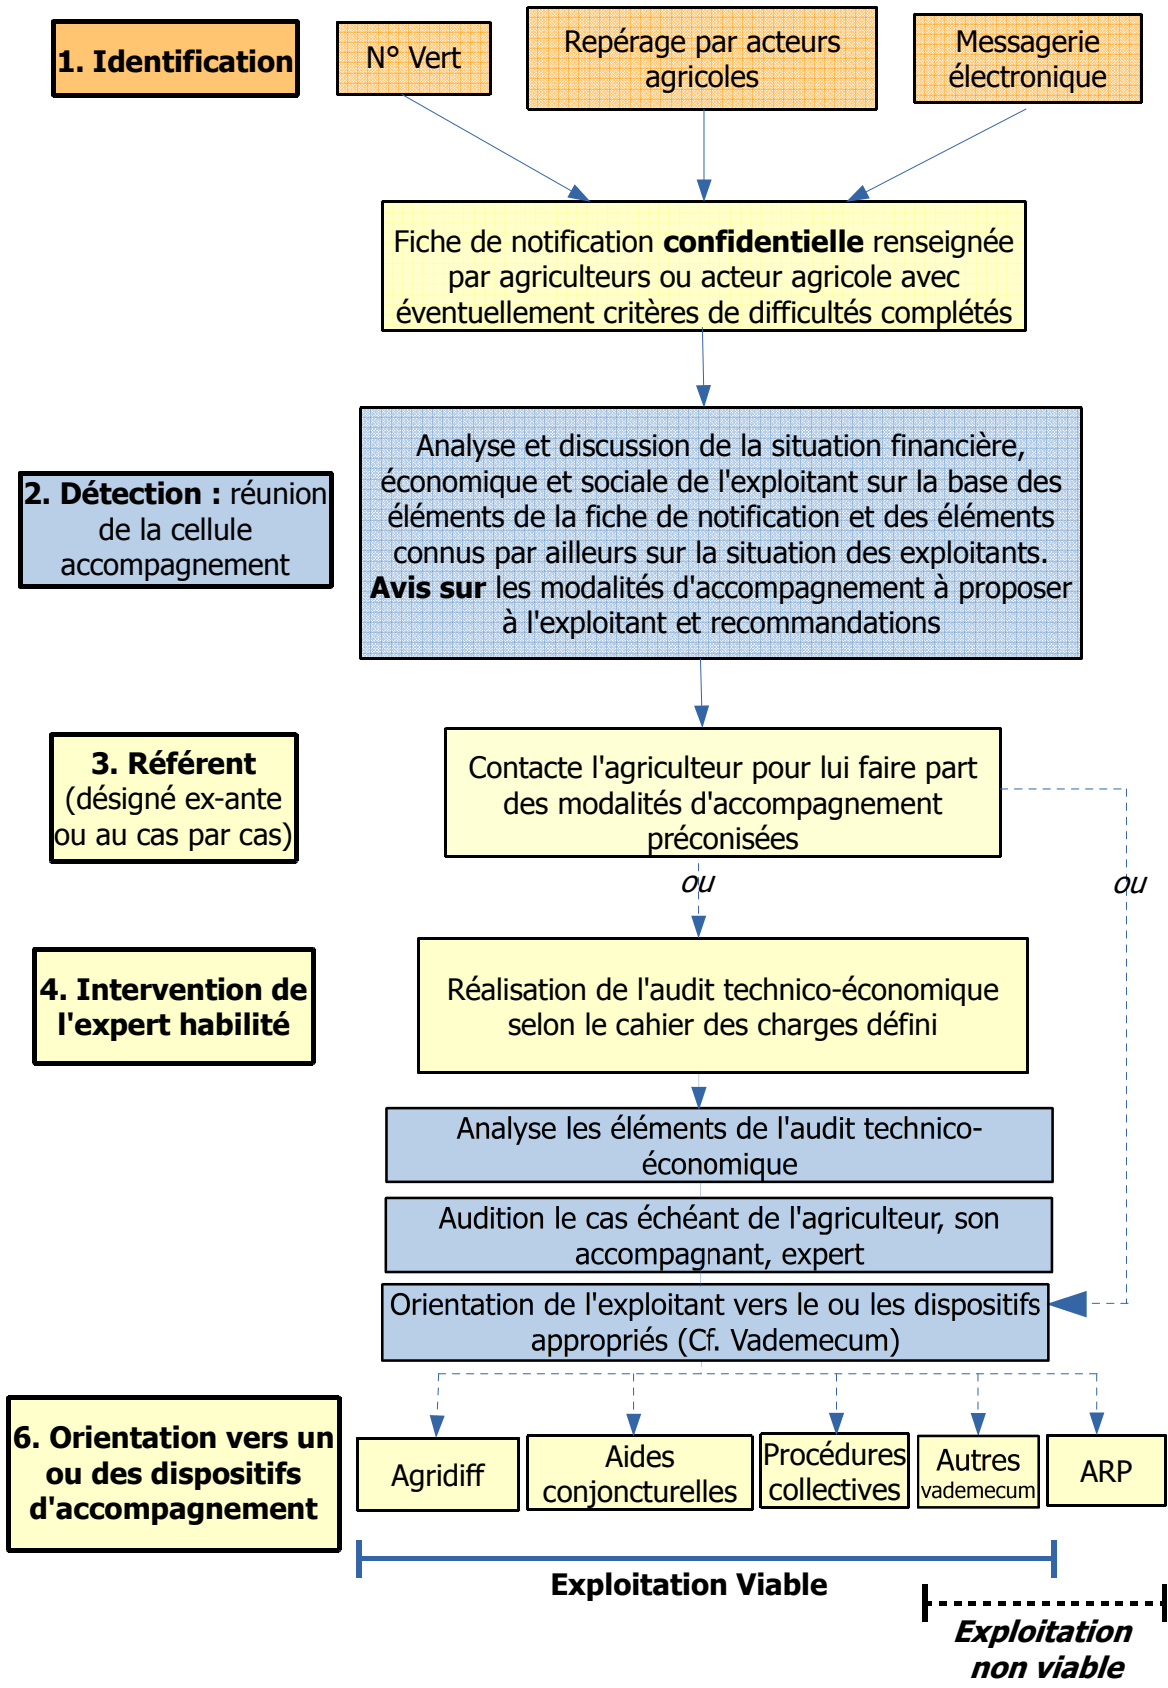 1. Identification
N° Vert
Repérage par acteurs
agricoles
Messagerie
électronique
Fiche de notification confidentielle renseignée
par agriculteurs ou acteur agricole avec
éventuellement critères de difficultés complétés
2. Détection : réunion
de la cellule
accompagnement
Analyse et discussion de la situation financière,
économique et sociale de l'exploitant sur la base des
éléments de la fiche de notification et des éléments
connus par ailleurs sur la situation des exploitants.
Avis sur les modalités d'accompagnement à proposer
à l'exploitant et recommandations
3. Référent
(désigné ex-ante
ou au cas par cas)
Contacte l'agriculteur pour lui faire part
des modalités d'accompagnement
préconisées
ou
ou
4. Intervention de
l'expert habilité
Réalisation de l'audit technico-économique
selon le cahier des charges défini
Analyse les éléments de l'audit technico-
économique
Audition le cas échéant de l'agriculteur, son
accompagnant, expert
Orientation de l'exploitant vers le ou les dispositifs
appropriés (Cf. Vademecum)
6. Orientation vers un
ou des dispositifs
d'accompagnement
Agridiff
Aides
conjoncturelles
Procédures
collectives
Autres
vademecum
ARP
Exploitation Viable
Exploitation
non viable